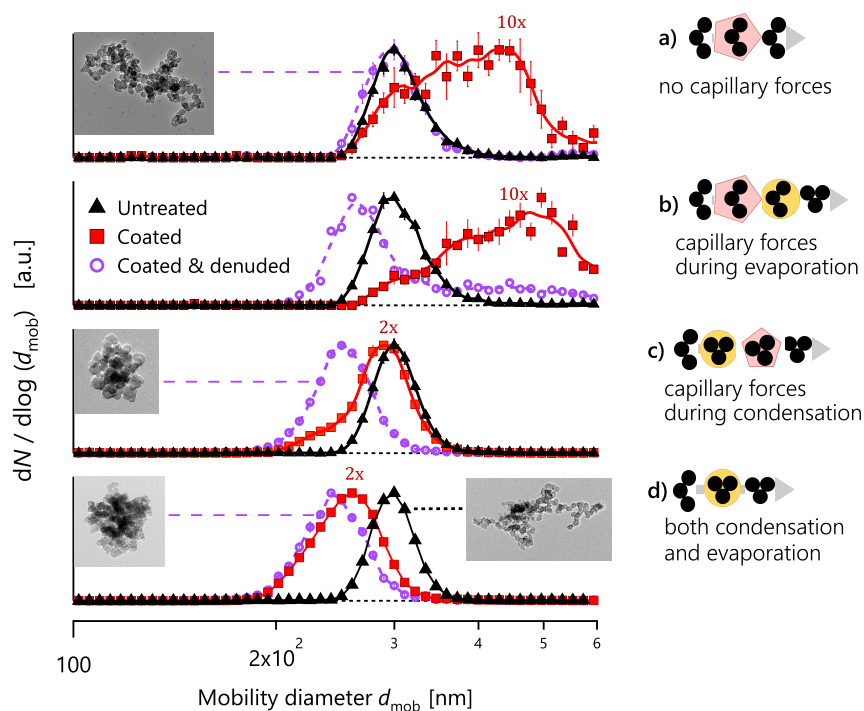 10x
a)
no capillary forces
10x
b)
Untreated
Coated
Coated & denuded
capillary forces
during evaporation
2x
c)
capillary forces
during condensation
2x
d)
both condensation
and evaporation
dN / dlog (dmob) [a.u.]
100
2x10²
3
4
5
6
Mobility diameter dmob [nm]